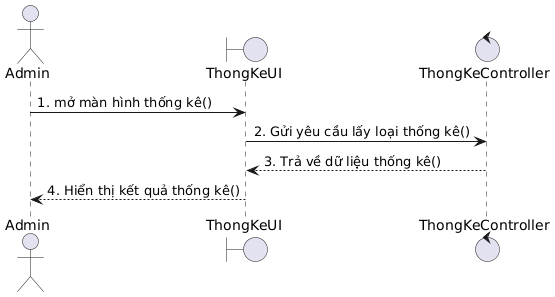 Admin
ThongKeUI
ThongKeController
1. mở màn hình thống kê()
2. Gửi yêu cầu lấy loại thống kê()
3. Trả về dữ liệu thống kê()
4. Hiển thị kết quả thống kê()
Admin
ThongKeUI
ThongKeController